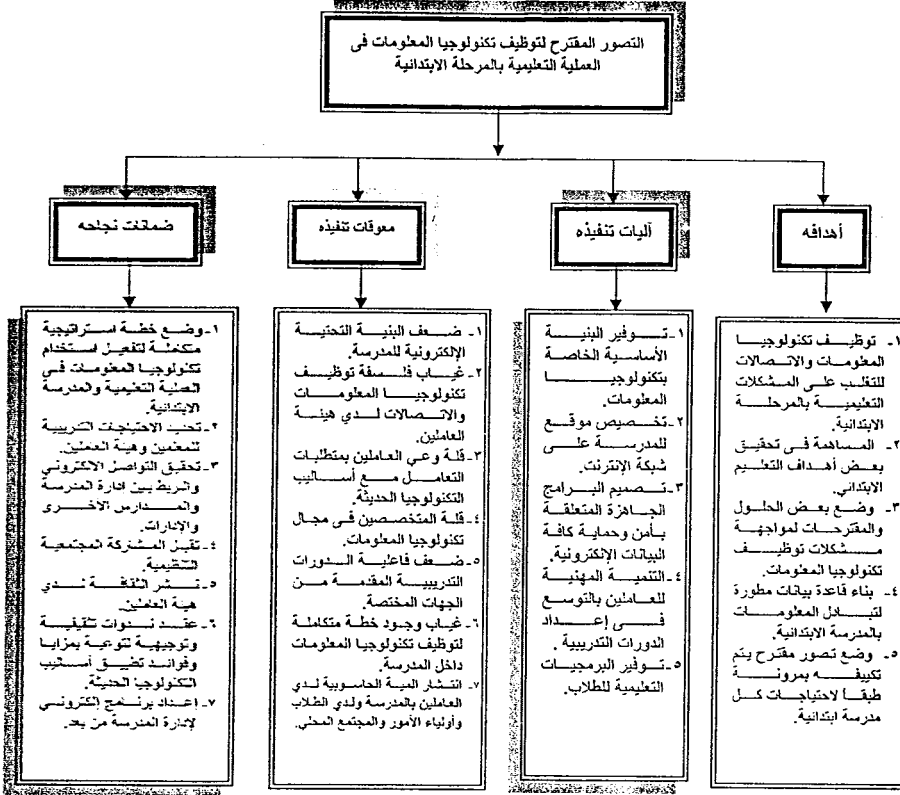 التصور المقترح لتوظيف تكنولوجيا المعلومات فى
العملية التعليمية بالمرحلة الابتدائية
أهدافه
آليات تنفيذه
معوقات تنفيذه
ضمانات نجاحه
١- توظيف تكنولوجيا
المعلومات والاتصالات
للتغلب على المشكلات
التعليمية بالمرحلة
الابتدائية.
٢- المساهمة فى تحقيق
بعض أهداف التعليم
الابتدائي.
٣- وضع بعض الحلول
والمقترحات لمواجهة
مشكلات توظيف
تكنولوجيا المعلومات.
٤- بناء قاعدة بيانات مطورة
لتبادل المعلومات
بالمدرسة الابتدائية.
٥- وضع تصور مقترح يتم
تكييفه بمرونة
طبقاً لاحتياجات كل
مدرسة ابتدائية.
١- توفير البنية
الأساسية الخاصة
بتكنولوجيا
المعلومات.
٢- تخصيص موقع
للمدرسة على
شبكة الإنترنت.
٣- تصميم البرامج
الجاهزة المتعلقة
بأمن وحماية كافة
البيانات الإلكترونية.
٤- التنمية المهنية
للعاملين بالتوسع
فى إعداد
الدورات التدريبية .
٥- توفير البرمجيات
التعليمية للطلاب.
١- ضعف البنية التحتية
الإلكترونية للمدرسة.
٢- غياب فلسفة توظيف
تكنولوجيا المعلومات
والاتصالات لدي هيئة
العاملين.
٣- قلة وعي العاملين بمتطلبات
التعامل مع أساليب
التكنولوجيا الحديثة.
٤- قلة المتخصصين فى مجال
تكنولوجيا المعلومات.
٥- ضعف فاعلية الدورات
التدريبية المقدمة من
الجهات المختصة.
٦- غياب وجود خطة متكاملة
لتوظيف تكنولوجيا المعلومات
داخل المدرسة.
٧- انتشار الأمية الحاسوبية لدي
العاملين بالمدرسة ولدي الطلاب
وأولياء الأمور والمجتمع المحلي.
١- وضع خطة استراتيجية
متكاملة لتفعيل استخدام
تكنولوجيا المعلومات فى
العملية التعليمية والمدرسة
الابتدائية.
٢- تحديد الاحتياجات التدريبية
للمعلمين وهيئة العاملين.
٣- تحقيق التواصل الالكتروني
والربط بين ادارة المدرسة
والمدارس الاخرى
والإدارات.
٤- المشاركة المجتمعية
٥- نشر الثقافة لدي
هيئة العاملين.
٦- عقد ندوات تثقيفية
وتوجيهية للتوعية بمزايا
وفوائد تطبيق أساليب
التكنولوجيا الحديثة.
٧- إعداد برنامج الكتروني
لإدارة المدرسة من بعد.